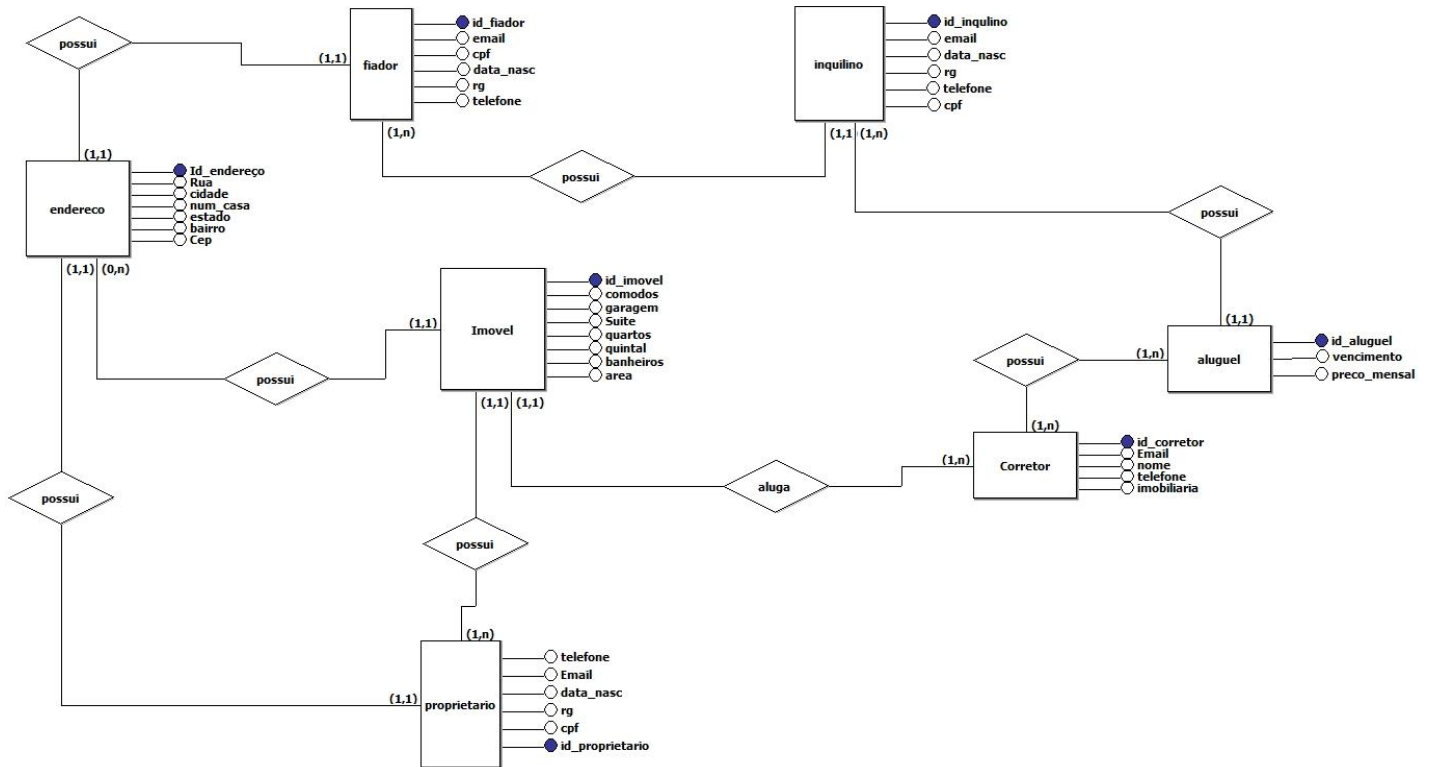 possui
(1,1)
fiador
id_fiador
email
cpf
data_nasc
rg
telefone
(1,n)
inquilino
id_inqulino
email
data_nasc
rg
telefone
cpf
(1,1
(1,n)
possui
possui
(1,1)
endereco
Id_endereço
Rua
cidade
num_casa
estado
bairro
Cep
(1,1)
(0,n)
possui
(1,1)
Imovel
id_imovel
comodos
garagem
Suite
quartos
quintal
banheiros
area
(1,1)
(1,1)
(1,1)
aluguel
id_aluguel
vencimento
preco_mensal
possui
(1,n)
(1,n)
Corretor
id_corretor
Email
nome
telefone
imobiliaria
(1,n)
aluga
possui
possui
(1,n)
(1,1)
proprietario
telefone
Email
data_nasc
rg
cpf
id_proprietario